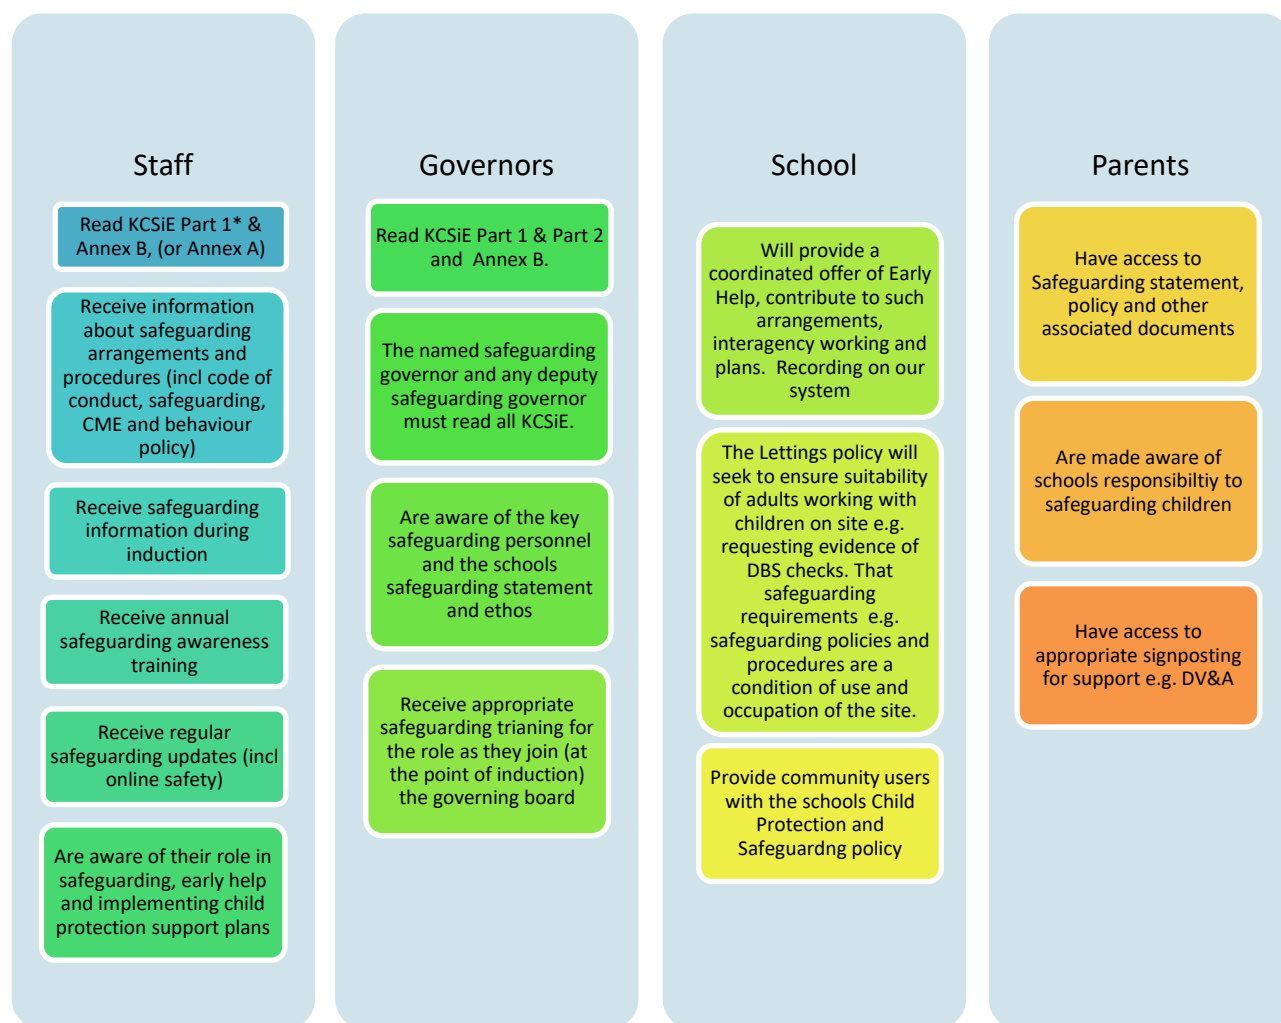 Staff
Read KCSiE Part 1* &
Annex B, (or Annex A)
Receive information
about safeguarding
arrangements and
procedures (incl code of
conduct, safeguarding,
CME and behaviour
policy)
Receive safeguarding
information during
induction
Receive annual
safeguarding awareness
training
Receive regular
safeguarding updates (incl
online safety)
Are aware of their role in
safeguarding, early help
and implementing child
protection support plans
Governors
Read KCSiE Part 1 & Part 2
and Annex B.
The named safeguarding
governor and any deputy
safeguarding governor
must read all KCSiE.
Are aware of the key
safeguarding personnel
and the schools
safeguarding statement
and ethos
Receive appropriate
safeguarding trianing for
the role as they join (at
the point of induction)
the governing board
School
Will provide a
coordinated offer of Early
Help, contribute to such
arrangements,
interagency working and
plans. Recording on our
system
The Lettings policy will
seek to ensure suitability
of adults working with
children on site e.g.
requesting evidence of
DBS checks. That
safeguarding
requirements e.g.
safeguarding policies and
procedures are a
condition of use and
occupation of the site.
Provide community users
with the schools Child
Protection and
Safeguardng policy
Parents
Have access to
Safeguarding statement,
policy and other
associated documents
Are made aware of
schools responsibiltiy to
safeguarding children
Have access to
appropriate signposting
for support e.g. DV&A